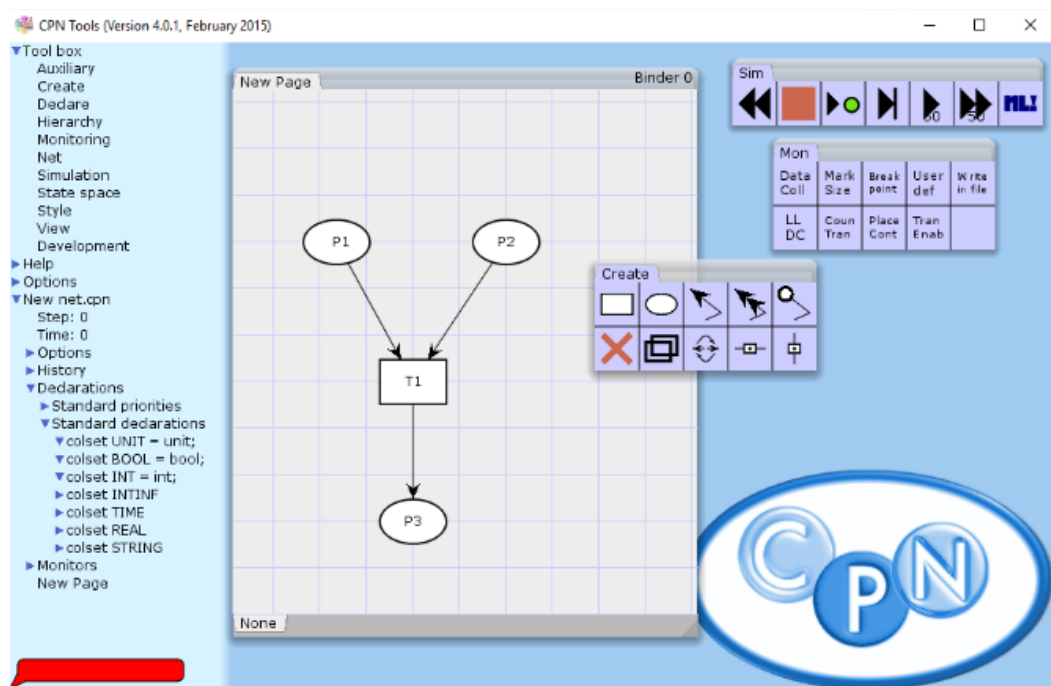 CPN Tools (Version 4.0.1, February 2015)
Tool box
Auxiliary
Create
Declare
Hierarchy
Monitoring
Net
Simulation
State space
Style
View
Development
Help
Options
New net.cpn
Step: 0
Time: 0
Options
History
Dedarations
Standard priorities
Standard dedarations
colset UNIT = unit;
colset BOOL = bool;
colset INT = int;
colset INTINF
colset TIME
colset REAL
colset STRING
Monitors
New Page
New Page
Binder 0
P1
P2
T1
P3
None
Sim
50
50
ML!
Mon
Data Coll
Mark Size
Break point
User def
Write in file
LL DC
Coun Tran
Place Cont
Tran Enab
Create
CPN